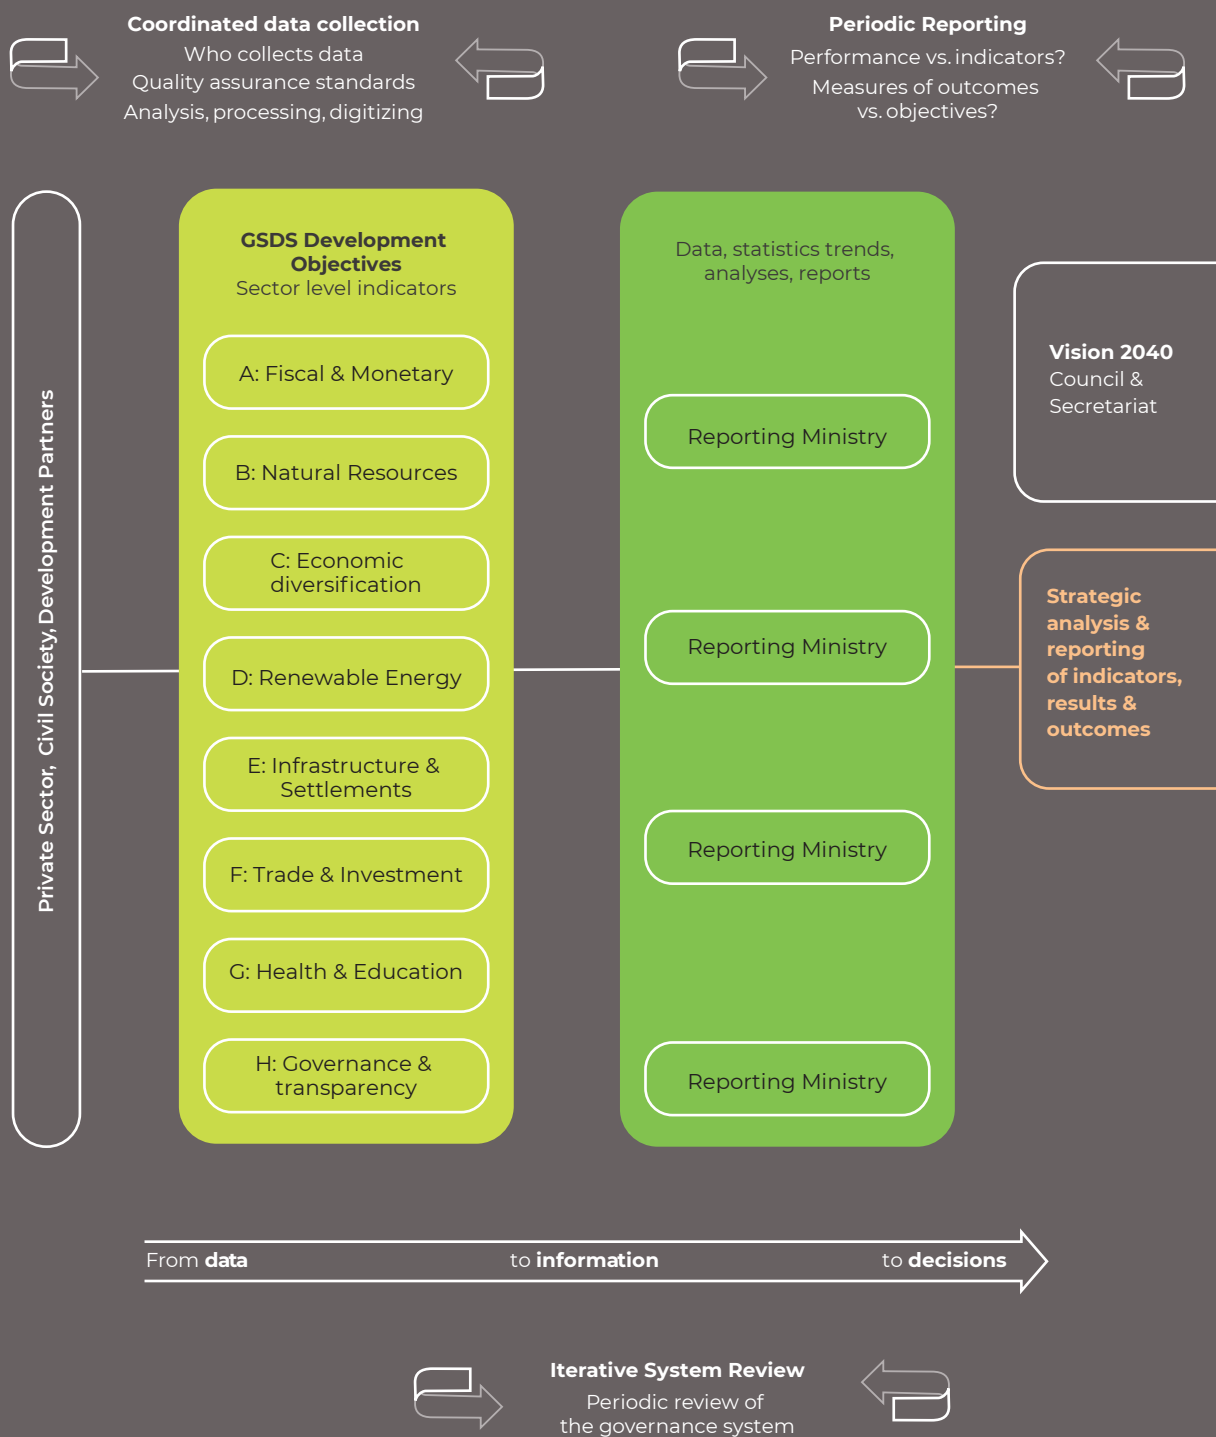 Coordinated data collection
Who collects data
Quality assurance standards
Analysis, processing, digitizing
Periodic Reporting
Performance vs. indicators?
Measures of outcomes
vs. objectives?
Private Sector, Civil Society, Development Partners
GSDS Development
Objectives
Sector level indicators
A: Fiscal & Monetary
B: Natural Resources
C: Economic
diversification
D: Renewable Energy
E: Infrastructure &
Settlements
F: Trade & Investment
G: Health & Education
H: Governance &
transparency
Data, statistics trends,
analyses, reports
Reporting Ministry
Reporting Ministry
Reporting Ministry
Reporting Ministry
Vision 2040
Council &
Secretariat
Strategic
analysis &
reporting
of indicators,
results &
outcomes
From data
to information
to decisions
Iterative System Review
Periodic review of
the governance system